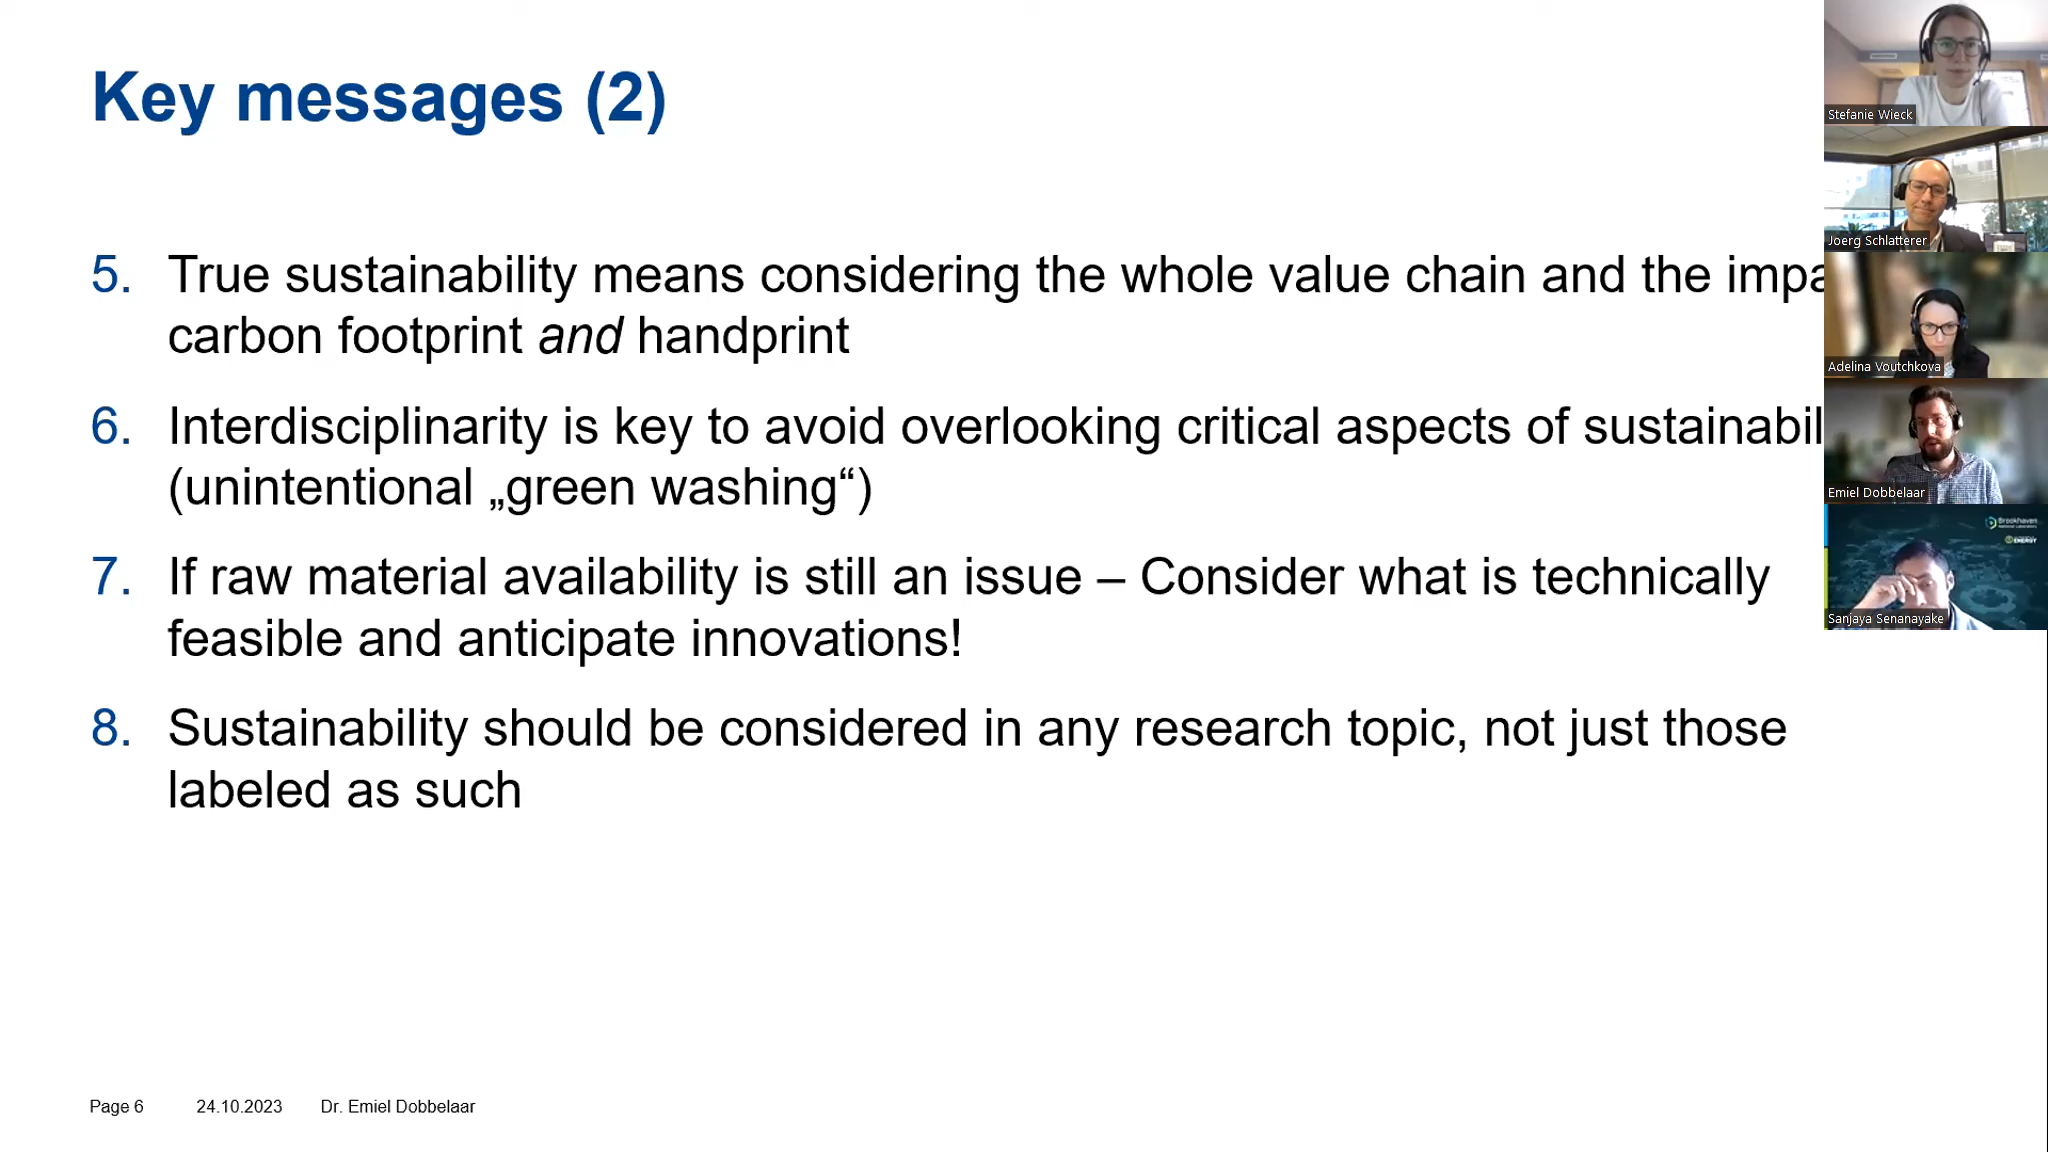 Key messages (2)
5. True sustainability means considering the whole value chain and the
carbon footprint and handprint
6. Interdisciplinarity is key to avoid overlooking critical aspects of
(unintentional „green washing“)
7. If raw material availability is still an issue – Consider what is technically
feasible and anticipate innovations!
8. Sustainability should be considered in any research topic, not just those
labeled as such
Page 6 24.10.2023 Dr. Emiel Dobbelaar
Stefanie Wieck
Joerg Schlatterer
Adelina Voutchkova
Emiel Dobbelaar
Brookhaven
National Laboratory
ENERGY
Sanjaya Senanayake